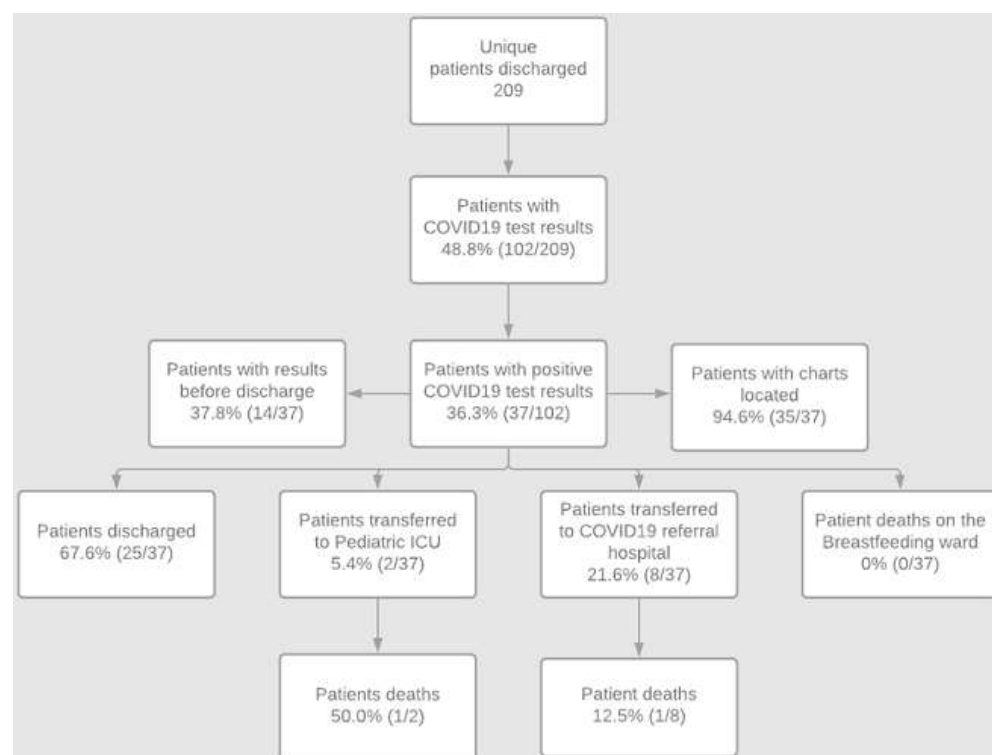 Unique
patients discharged
209
Patients with
COVID19 test results
48.8% (102/209)
Patients with results
before discharge
37.8% (14/37)
Patients with positive
COVID19 test results
36.3% (37/102)
Patients with charts
located
94.6% (35/37)
Patients discharged
67.6% (25/37)
Patients transferred
to Pediatric ICU
5.4% (2/37)
Patients transferred
to COVID19 referral
hospital
21.6% (8/37)
Patient deaths on the
Breastfeeding ward
0% (0/37)
Patients deaths
50.0% (1/2)
Patient deaths
12.5% (1/8)